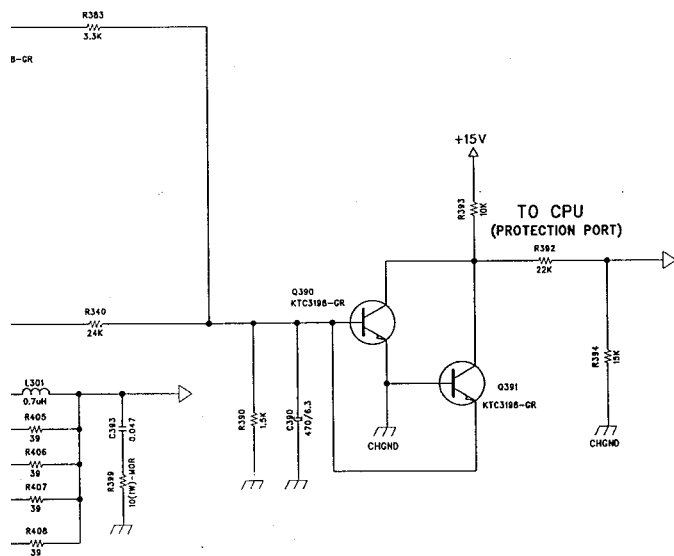 R383
3.3K
8-GR
+15V
R393
10K
TO CPU
(PROTECTION PORT)
R392
22K
Q390
KTC3198-GR
R340
24K
R394
15K
Q391
KTC3198-GR
L301
0.7uH
R405
39
R406
39
R407
39
R408
39
C393
0.047
R399
10(1W)-MOR
R390
1.5K
C390
470/6.3
CHGND
CHGND